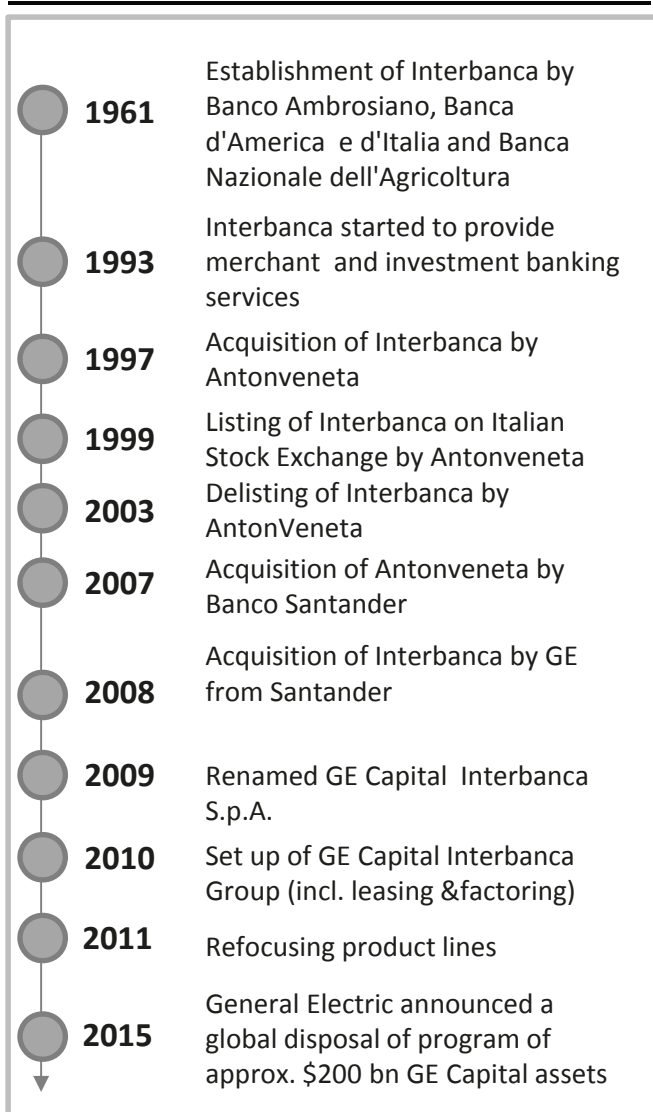 1961
Establishment of Interbanca by
Banco Ambrosiano, Banca
d'America e d'Italia and Banca
Nazionale dell'Agricoltura
1993
Interbanca started to provide
merchant and investment banking
services
1997
Acquisition of Interbanca by
Antonveneta
1999
Listing of Interbanca on Italian
Stock Exchange by Antonveneta
2003
Delisting of Interbanca by
AntonVeneta
2007
Acquisition of Antonveneta by
Banco Santander
2008
Acquisition of Interbanca by GE
from Santander
2009
Renamed GE Capital Interbanca
S.p.A.
2010
Set up of GE Capital Interbanca
Group (incl. leasing &factoring)
2011
Refocusing product lines
2015
General Electric announced a
global disposal of program of
approx. $200 bn GE Capital assets